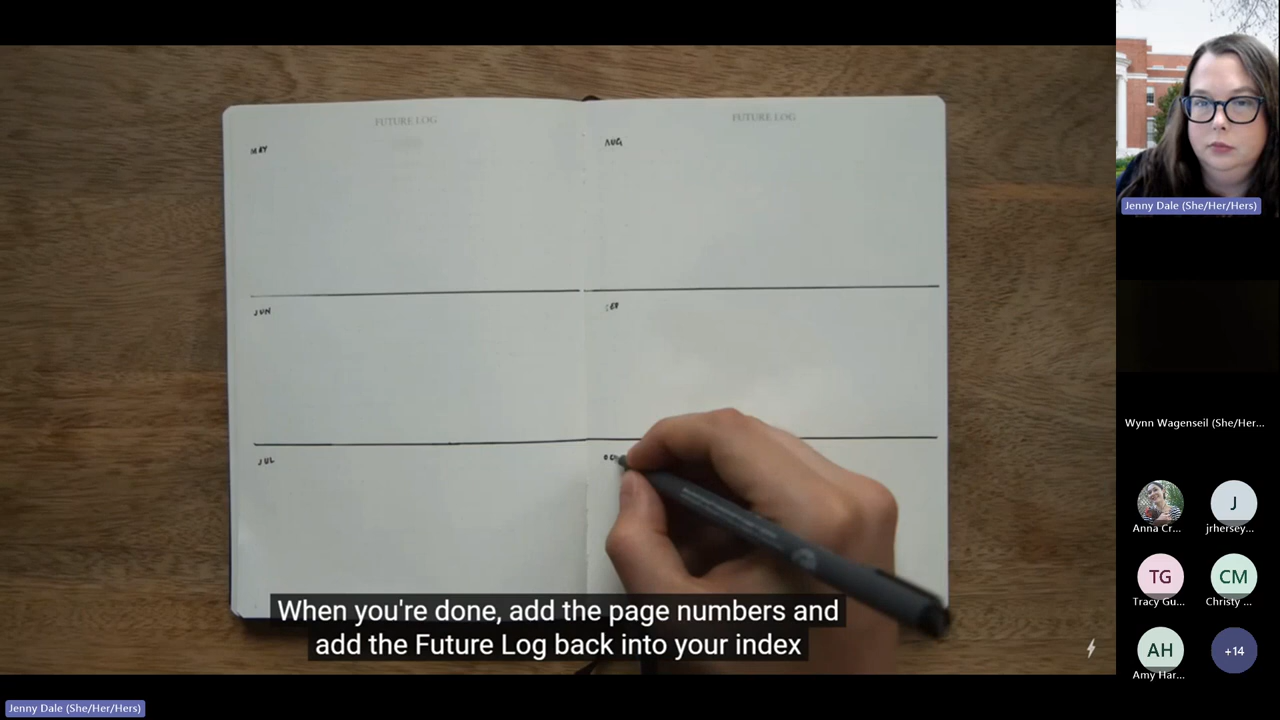 FUTURE LOG
FUTURE LOG
MAY
AUG
JUN
SEP
JUL
When you're done, add the page numbers and
add the Future Log back into your index
Jenny Dale (She/Her/Hers)
Wynn Wagenseil (She/Her...
J
Anna Cr...
jrhersey...
TG
CM
Tracy Gu...
Christy ...
AH
+14
Amy Har...
Jenny Dale (She/Her/Hers)